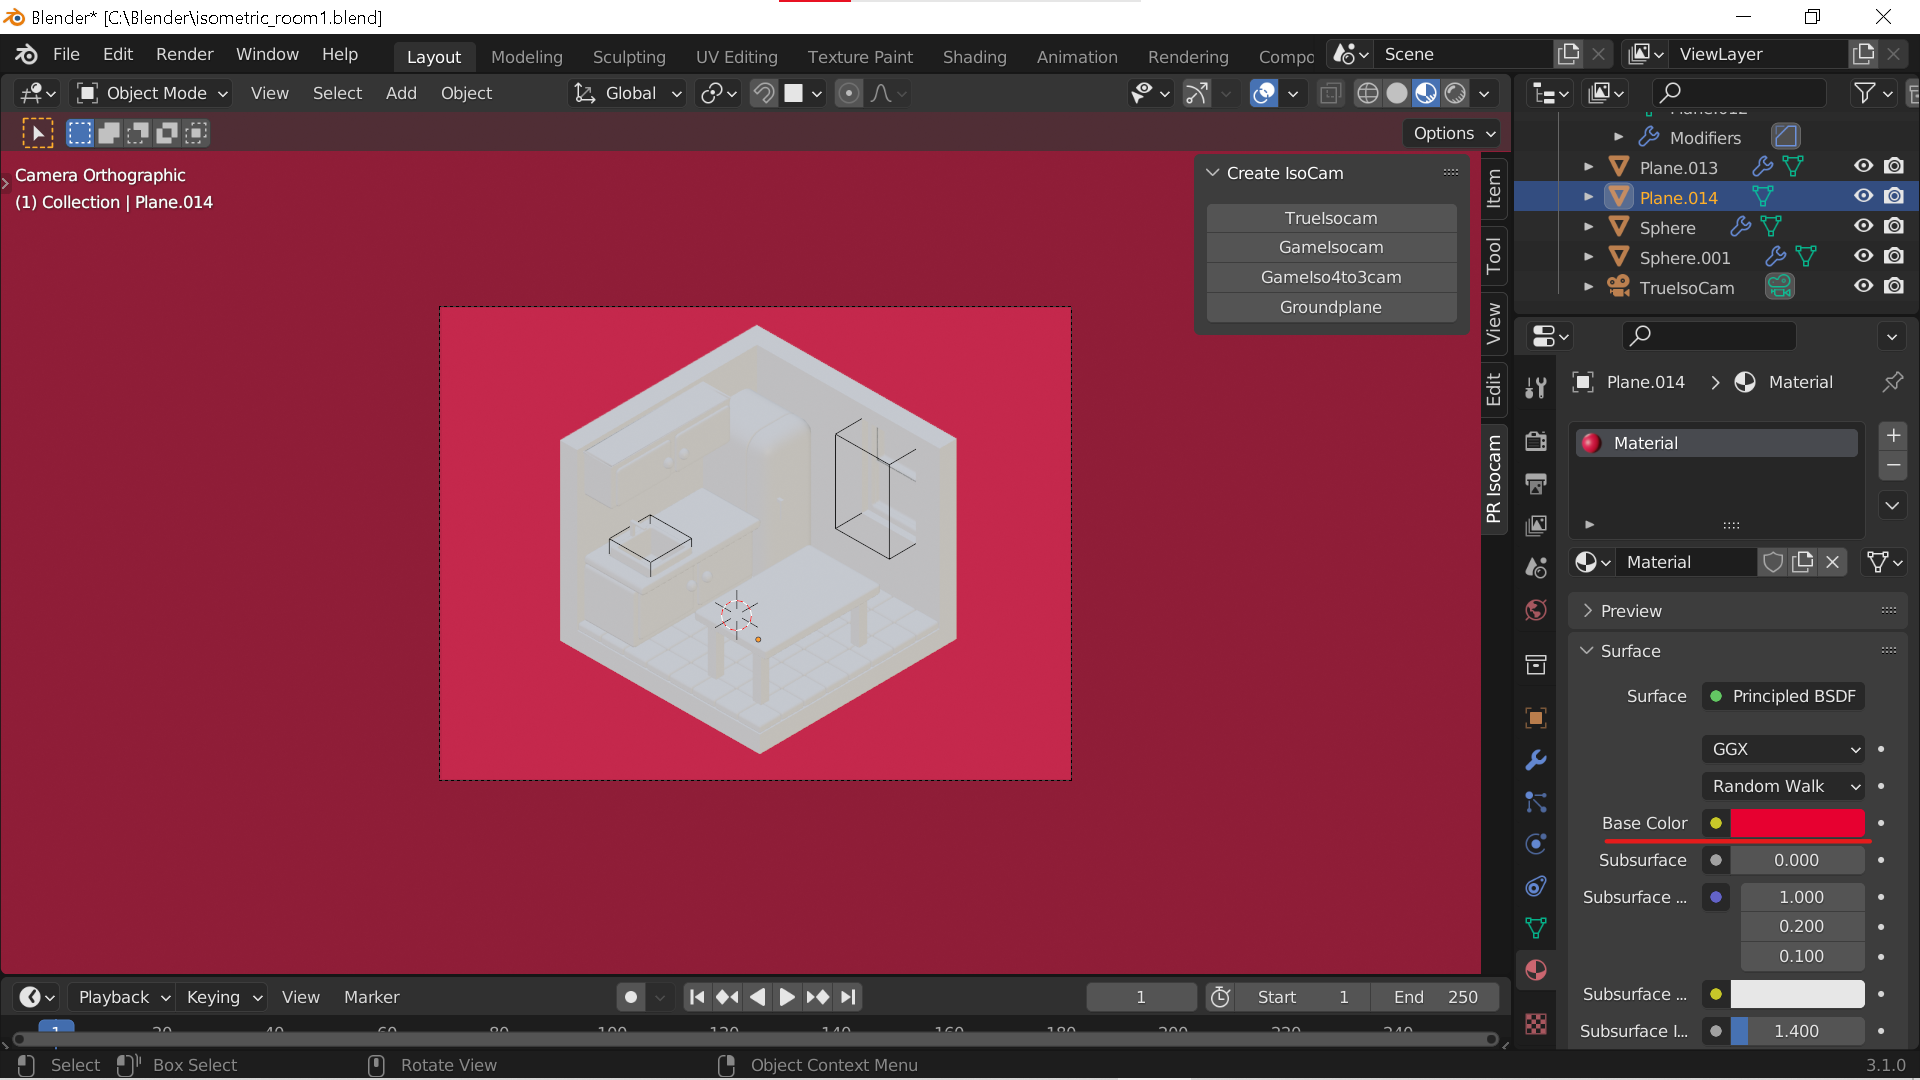 Blender* [C:\Blender\isometric_room1.blend]
File Edit Render Window Help
Layout Modeling Sculpting UV Editing Texture Paint Shading Animation Rendering Compo
Scene
ViewLayer
Object Mode View Select Add Object
Global
Options
Camera Orthographic
(1) Collection | Plane.014
Create IsoCam
TrueIsocam
GameIsocam
GameIso4to3cam
Groundplane
Item
Tool
View
Edit
PR Isocam
Plane.012
Modifiers
Plane.013
Plane.014
Sphere
Sphere.001
TrueIsoCam
Plane.014 > Material
Material
Material
Preview
Surface
Surface Principled BSDF
GGX
Random Walk
Base Color
Subsurface 0.000
Subsurface ... 1.000
0.200
0.100
Subsurface ...
Subsurface I... 1.400
Playback Keying View Marker
1
Start 1 End 250
1 20 40 60 80 120 140 160 180 200 240
Select Box Select Rotate View Object Context Menu
3.1.0